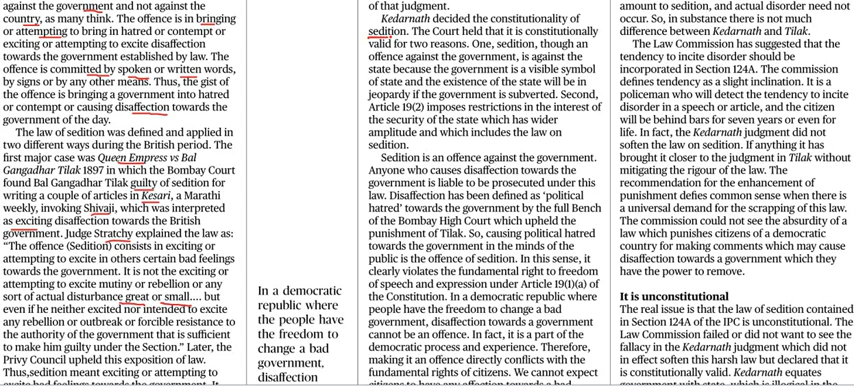 against the government and not against the
country, as many think. The offence is in bringing
or attempting to bring in hatred or contempt or
exciting or attempting to excite disaffection
towards the government established by law. The
offence is committed by spoken or written words,
by signs or by any other means. Thus, the gist of
the offence is bringing a government into hatred
or contempt or causing disaffection towards the
government of the day.
The law of sedition was defined and applied in
two different ways during the British period. The
first major case was Queen Empress vs Bal
Gangadhar Tilak 1897 in which the Bombay Court
found Bal Gangadhar Tilak guilty of sedition for
writing a couple of articles in Kesari, a Marathi
weekly, invoking Shivaji, which was interpreted
as exciting disaffection towards the British
government. Judge Stratchy explained the law as:
“The offence (Sedition) consists in exciting or
attempting to excite in others certain bad feelings
towards the government. It is not the exciting or
attempting to excite mutiny or rebellion or any
sort of actual disturbance great or small.... but
even if he neither excited nor intended to excite
any rebellion or outbreak or forcible resistance to
the authority of the government that is sufficient
to make him guilty under the Section.” Later, the
Privy Council upheld this exposition of law.
Thus,sedition meant exciting or attempting to
excite bad feelings towards the government. It
In a democratic
republic where
the people have
the freedom to
change a bad
government,
disaffection
of that judgment.
Kedarnath decided the constitutionality of
sedition. The Court held that it is constitutionally
valid for two reasons. One, sedition, though an
offence against the government, is against the
state because the government is a visible symbol
of state and the existence of the state will be in
jeopardy if the government is subverted. Second,
Article 19(2) imposes restrictions in the interest of
the security of the state which has wider
amplitude and which includes the law on
sedition.
Sedition is an offence against the government.
Anyone who causes disaffection towards the
government is liable to be prosecuted under this
law. Disaffection has been defined as ‘political
hatred’ towards the government by the full Bench
of the Bombay High Court which upheld the
punishment of Tilak. So, causing political hatred
towards the government in the minds of the
public is the offence of sedition. In this sense, it
clearly violates the fundamental right to freedom
of speech and expression under Article 19(1)(a) of
the Constitution. In a democratic republic where
people have the freedom to change a bad
government, disaffection towards a government
cannot be an offence. In fact, it is a part of the
democratic process and experience. Therefore,
making it an offence directly conflicts with the
fundamental rights of citizens. We cannot expect
citizens to have any affection towards a bad
amount to sedition, and actual disorder need not
occur. So, in substance there is not much
difference between Kedarnath and Tilak.
The Law Commission has suggested that the
tendency to incite disorder should be
incorporated in Section 124A. The commission
defines tendency as a slight inclination. It is a
policeman who will detect the tendency to incite
disorder in a speech or article, and the citizen
will be behind bars for seven years or even for
life. In fact, the Kedarnath judgment did not
soften the law on sedition. If anything it has
brought it closer to the judgment in Tilak without
mitigating the rigour of the law. The
recommendation for the enhancement of
punishment defies common sense when there is
a universal demand for the scrapping of this law.
The commission could not see the absurdity of a
law which punishes citizens of a democratic
country for making comments which may cause
disaffection towards a government which they
have the power to remove.
It is unconstitutional
The real issue is that the law of sedition contained
in Section 124A of the IPC is unconstitutional. The
Law Commission failed or did not want to see the
fallacy in the Kedarnath judgment which did not
in effect soften this harsh law but declared that it
is constitutionally valid. Kedarnath equates
government with state, which is illogical in the